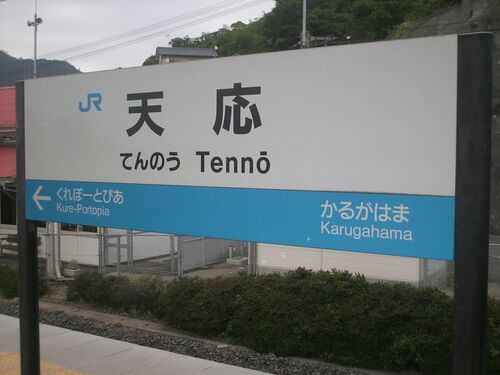 JR 天応
てんのう Tennō
くれぽーとぴあ
Kure-Portopia
かるがはま
Karugahama